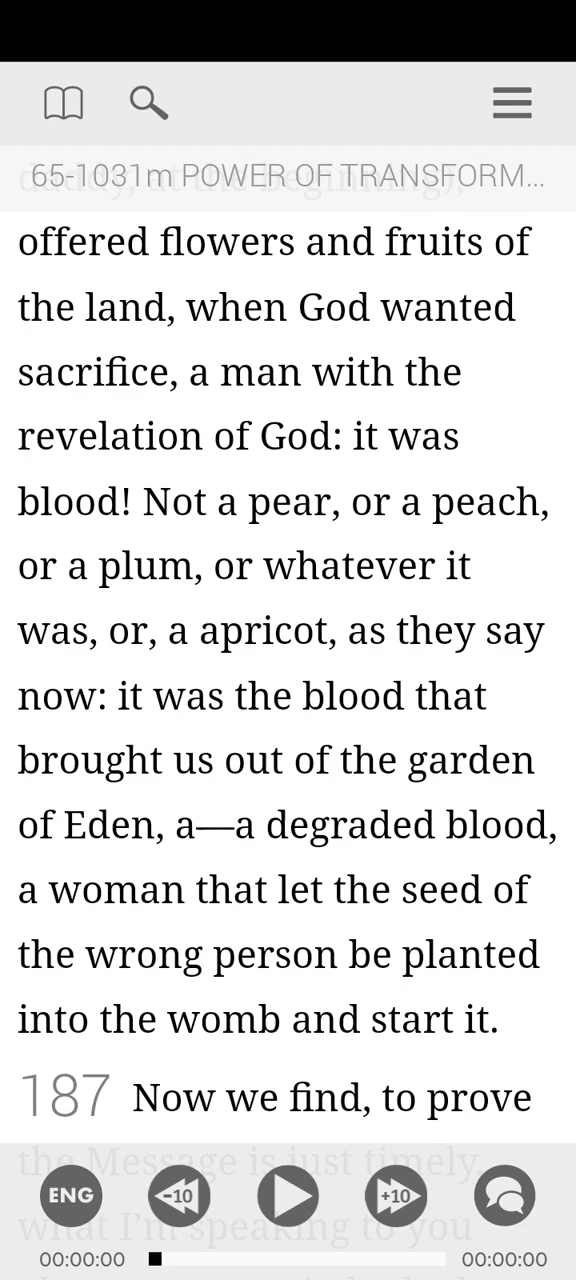 65-1031m POWER OF TRANSFORM...
daddy, at the beginning),
offered flowers and fruits of
the land, when God wanted
sacrifice, a man with the
revelation of God: it was
blood! Not a pear, or a peach,
or a plum, or whatever it
was, or, a apricot, as they say
now: it was the blood that
brought us out of the garden
of Eden, a—a degraded blood,
a woman that let the seed of
the wrong person be planted
into the womb and start it.
187 Now we find, to prove
the Message is just timely.
ENG -10 +10
what I'm speaking to you
00:00:00 00:00:00